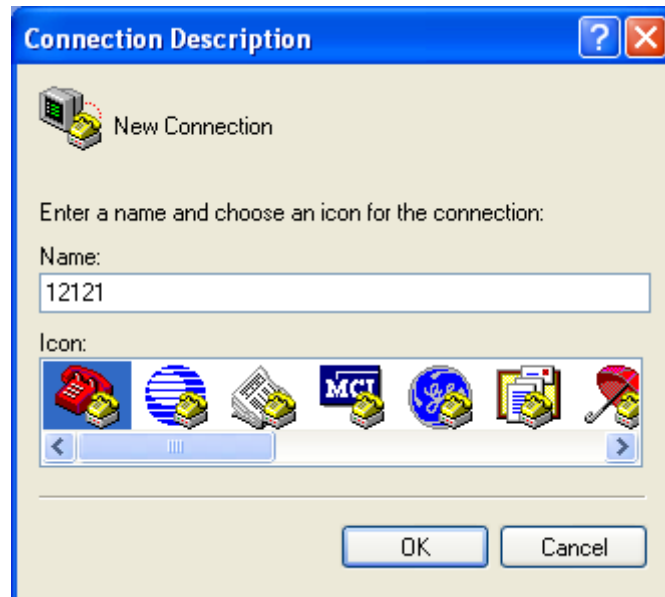 Connection Description
New Connection
Enter a name and choose an icon for the connection:
Name:
12121
Icon:
MCI
OK Cancel